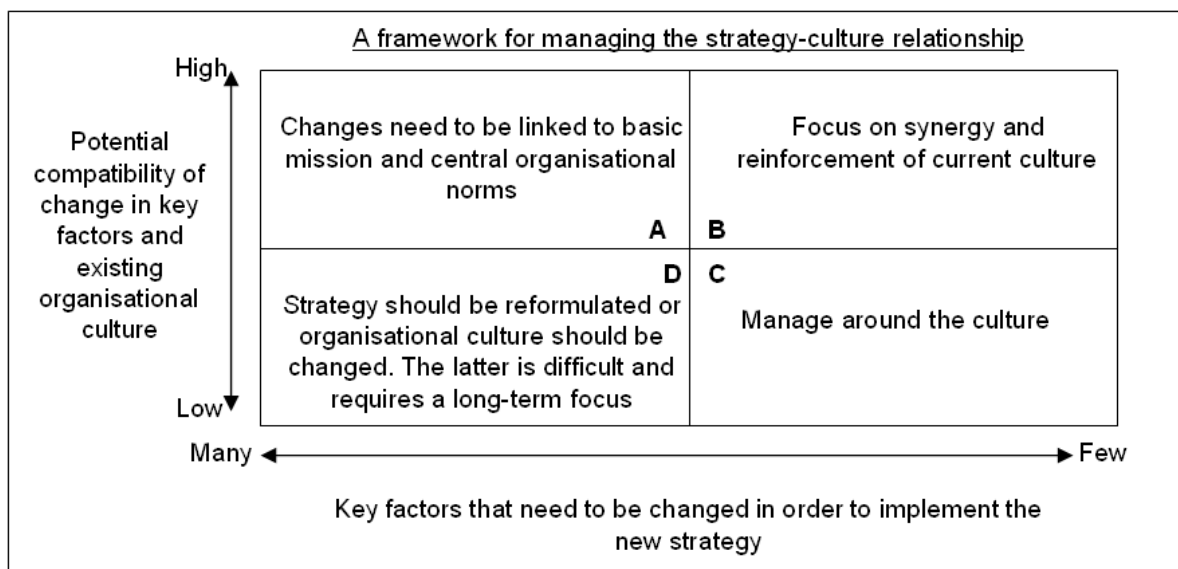 A framework for managing the strategy-culture relationship
High
Potential
compatibility of
change in key
factors and
existing
organisational
culture
Low
Changes need to be linked to basic
mission and central organisational
norms
A
Focus on synergy and
reinforcement of current culture
B
D
Strategy should be reformulated or
organisational culture should be
changed. The latter is difficult and
requires a long-term focus
C
Manage around the culture
Many
Few
Key factors that need to be changed in order to implement the
new strategy